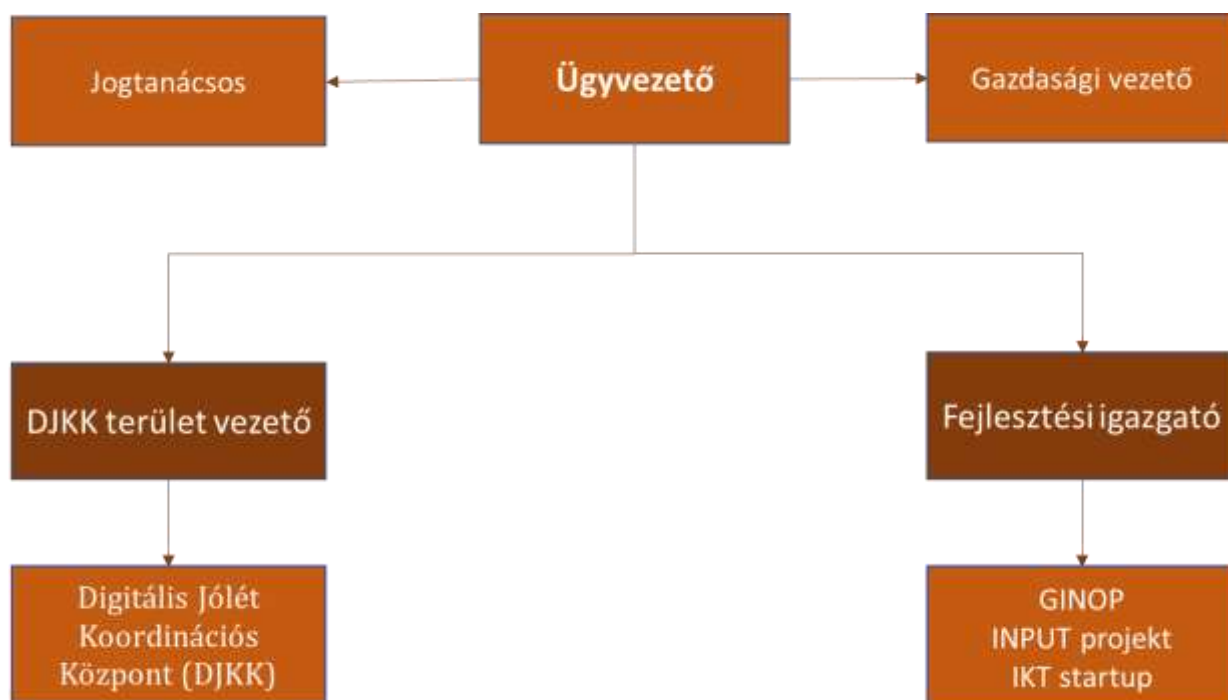 Jogtanácsos
Ügyvezető
Gazdasági vezető
DJKK terület vezető
Fejlesztési igazgató
Digitális Jólét
Koordinációs
Központ (DJKK)
GINOP
INPUT projekt
IKT startup